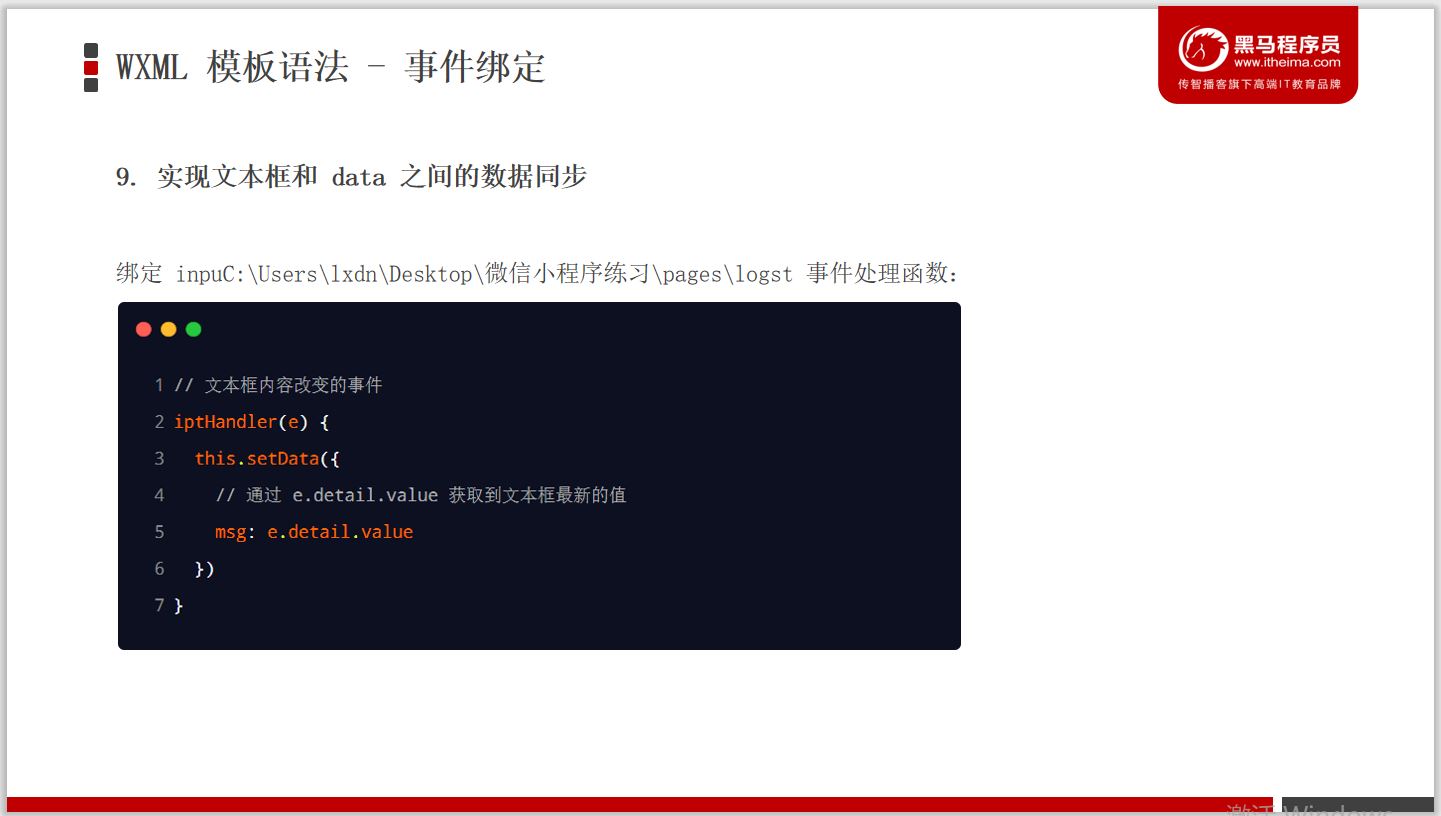 WXML 模板语法 - 事件绑定
黑马程序员
www.itheima.com
传智播客旗下高端IT教育品牌
9. 实现文本框和 data 之间的数据同步
绑定 inpuC:\Users\lxdn\Desktop\微信小程序练习\pages\logst 事件处理函数:
1 // 文本框内容改变的事件
2 iptHandler(e) {
3   this.setData({
4     // 通过 e.detail.value 获取到文本框最新的值
5     msg: e.detail.value
6   })
7 }
激活 Windows